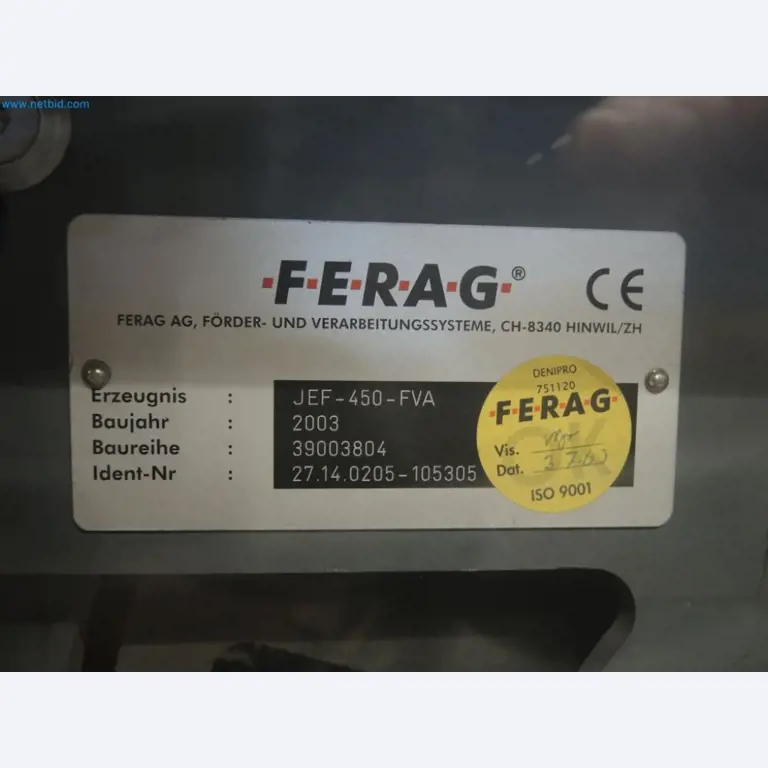 www.netbid.com
·F·E·R·A·G·® CE
FERAG AG, FÖRDER- UND VERARBEITUNGSSYSTEME, CH-8340 HINWIL/ZH
Erzeugnis : JEF-450-FVA
Baujahr : 2003
Baureihe : 39003804
Ident-Nr : 27.14.0205-105305
DENIPRO
751120
·F·E·R·A·G·
OK
Vis.
Dat.
ISO 9001